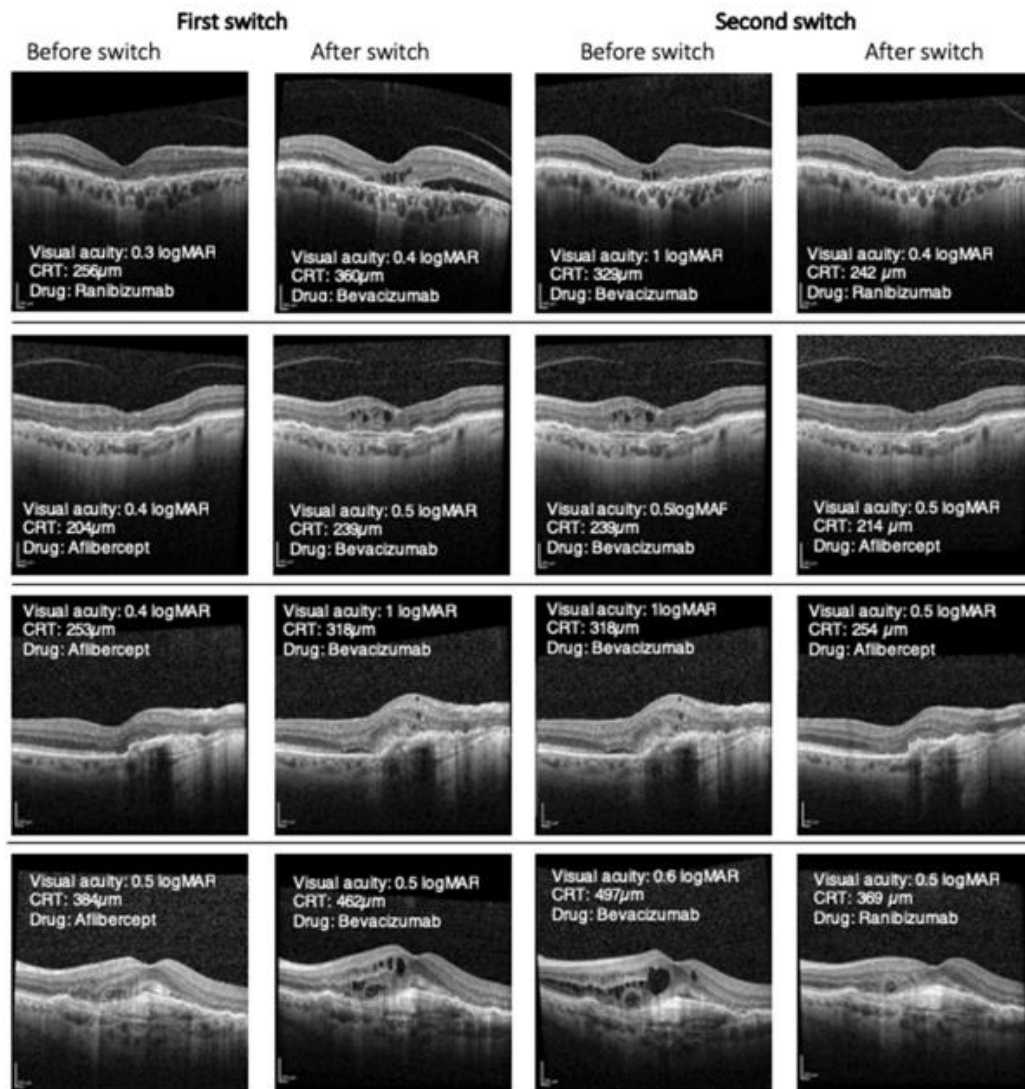 First switch
Second switch
Before switch
After switch
Before switch
After switch
Visual acuity: 0.3 logMAR
CRT: 256µm
Drug: Ranibizumab
Visual acuity: 0.4 logMAR
CRT: 360µm
Drug: Bevacizumab
Visual acuity: 1 logMAR
CRT: 329µm
Drug: Bevacizumab
Visual acuity: 0.4 logMAR
CRT: 242 µm
Drug: Ranibizumab
Visual acuity: 0.4 logMAR
CRT: 204µm
Drug: Aflibercept
Visual acuity: 0.5 logMAR
CRT: 239µm
Drug: Bevacizumab
Visual acuity: 0.5logMAF
CRT: 239µm
Drug: Bevacizumab
Visual acuity: 0.5 logMAR
CRT: 214 µm
Drug: Aflibercept
Visual acuity: 0.4 logMAR
CRT: 253µm
Drug: Aflibercept
Visual acuity: 1 logMAR
CRT: 318µm
Drug: Bevacizumab
Visual acuity: 1logMAR
CRT: 318µm
Drug: Bevacizumab
Visual acuity: 0.5 logMAR
CRT: 254 µm
Drug: Aflibercept
Visual acuity: 0.5 logMAR
CRT: 384µm
Drug: Aflibercept
Visual acuity: 0.5 logMAR
CRT: 462µm
Drug: Bevacizumab
Visual acuity: 0.6 logMAR
CRT: 497µm
Drug: Bevacizumab
Visual acuity: 0.5 logMAR
CRT: 369 µm
Drug: Ranibizumab